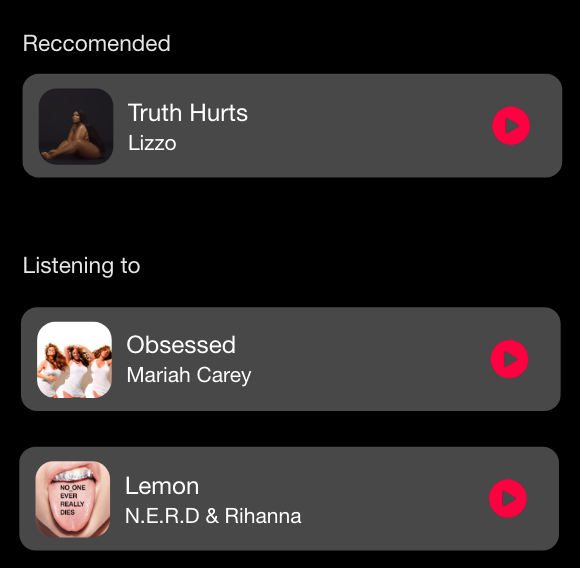 Reccomended
Truth Hurts
Lizzo
Listening to
Obsessed
Mariah Carey
NO_ONE
EVER
REALLY
DIES
Lemon
N.E.R.D & Rihanna